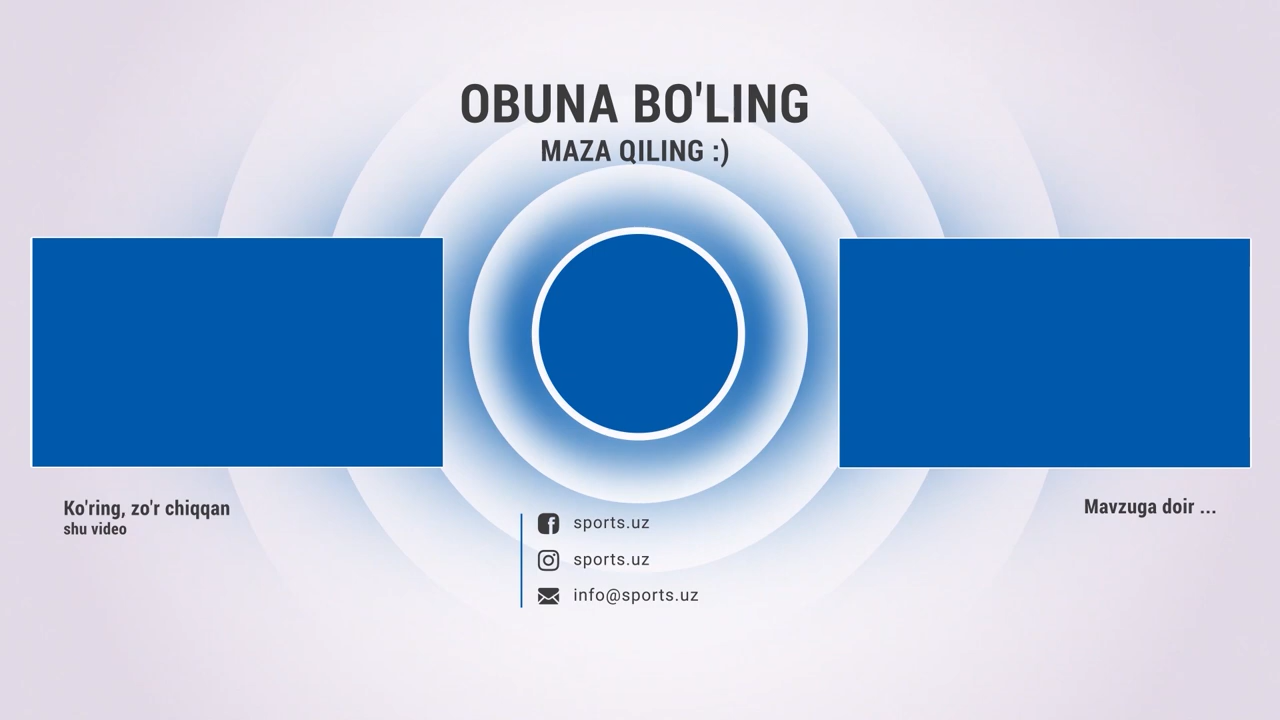 OBUNA BO'LING
MAZA QILING :)
Ko'ring, zo'r chiqqan
shu video
Mavzuga doir ...
sports.uz
sports.uz
info@sports.uz